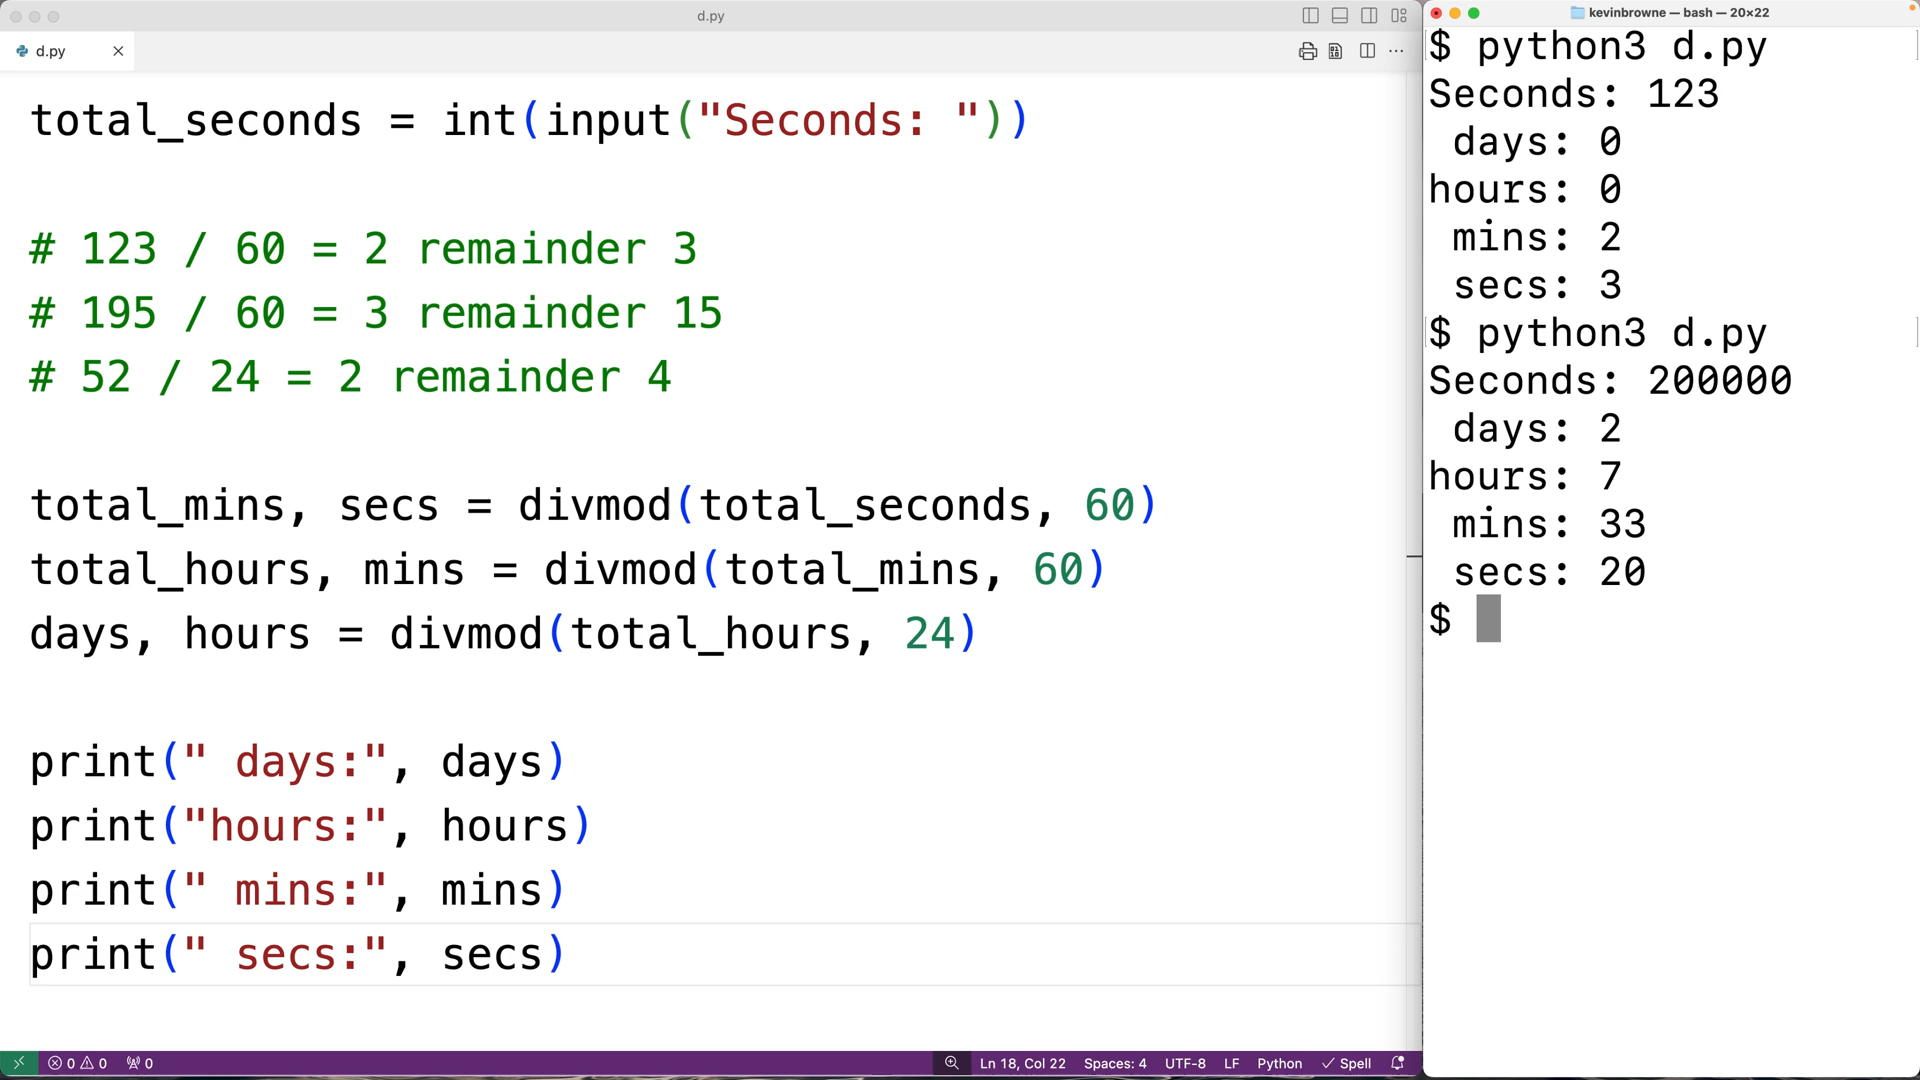 d.py
d.py
total_seconds = int(input("Seconds: "))
# 123 / 60 = 2 remainder 3
# 195 / 60 = 3 remainder 15
# 52 / 24 = 2 remainder 4
total_mins, secs = divmod(total_seconds, 60)
total_hours, mins = divmod(total_mins, 60)
days, hours = divmod(total_hours, 24)
print(" days:", days)
print("hours:", hours)
print(" mins:", mins)
print(" secs:", secs)
0 0 0
Ln 18, Col 22 Spaces: 4 UTF-8 LF Python Spell
kevinbrowne — bash — 20×22
$ python3 d.py
Seconds: 123
 days: 0
hours: 0
 mins: 2
 secs: 3
$ python3 d.py
Seconds: 200000
 days: 2
hours: 7
 mins: 33
 secs: 20
$